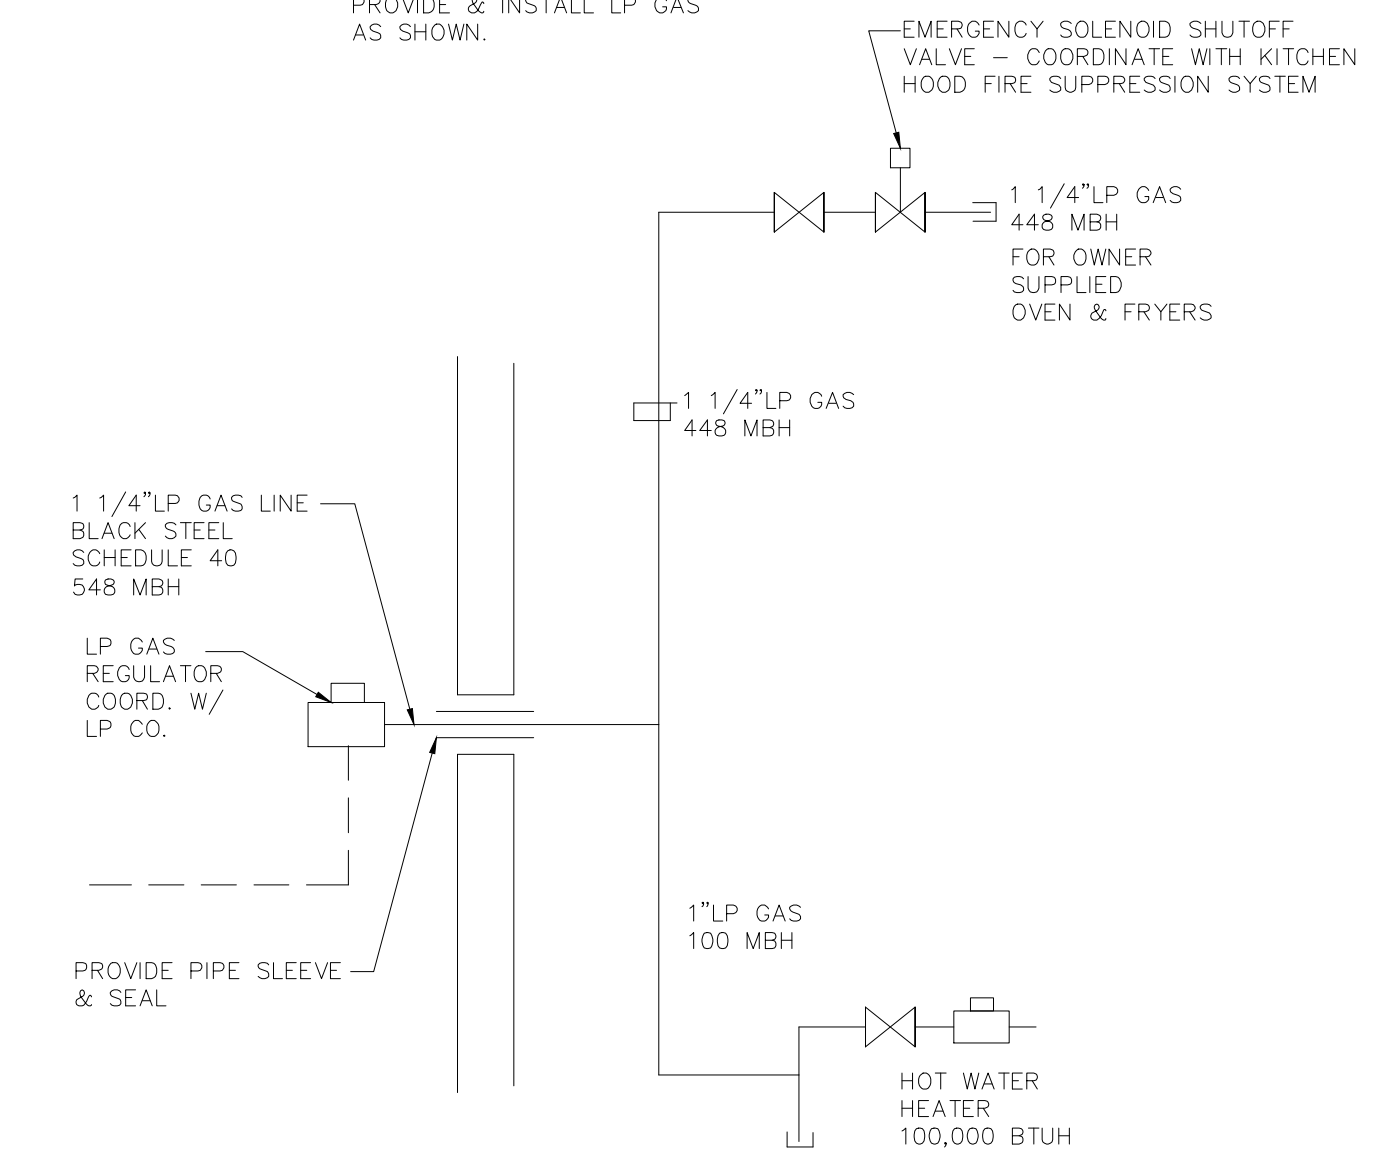 PROVIDE & INSTALL LP GAS
AS SHOWN.
EMERGENCY SOLENOID SHUTOFF
VALVE – COORDINATE WITH KITCHEN
HOOD FIRE SUPPRESSION SYSTEM
1 1/4”LP GAS
448 MBH
FOR OWNER
SUPPLIED
OVEN & FRYERS
1 1/4”LP GAS
448 MBH
1 1/4”LP GAS LINE
BLACK STEEL
SCHEDULE 40
548 MBH
LP GAS
REGULATOR
COORD. W/
LP CO.
1”LP GAS
100 MBH
PROVIDE PIPE SLEEVE
& SEAL
HOT WATER
HEATER
100,000 BTUH